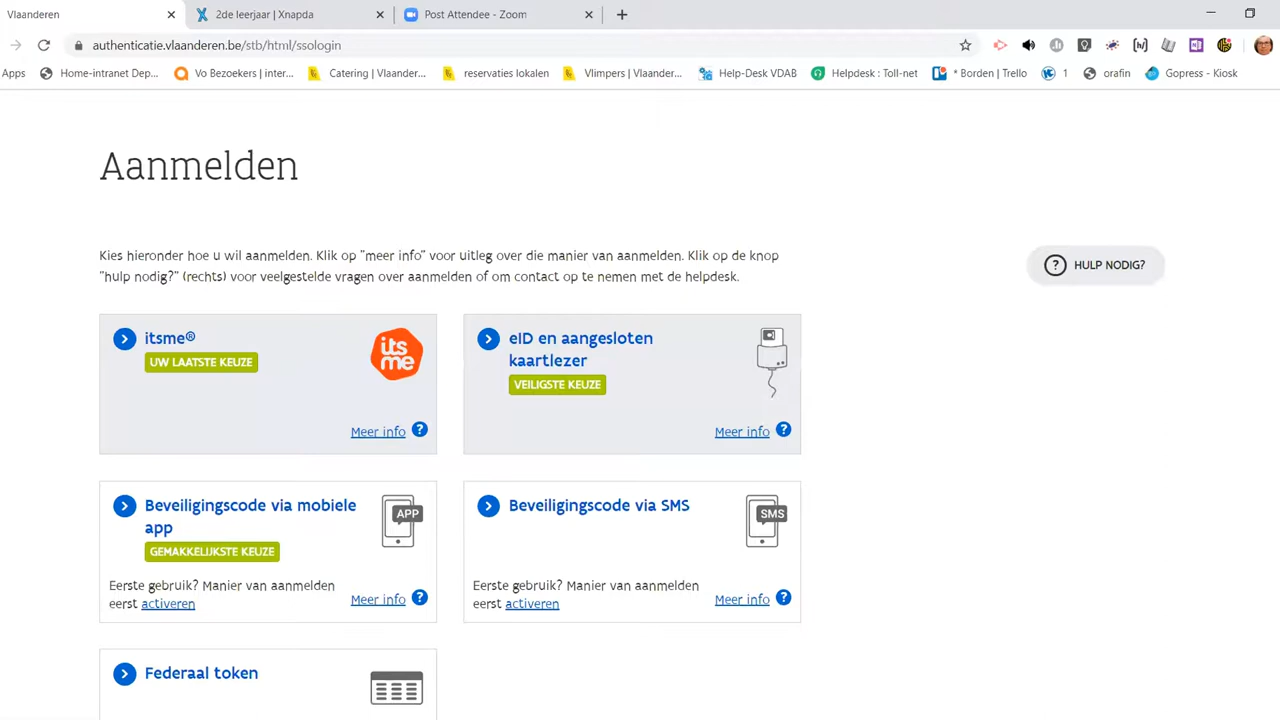 Vlaanderen
2de leerjaar | Xnapda
Post Attendee - Zoom
authenticatie.vlaanderen.be/stb/html/ssologin
Apps
Home-intranet Dep...
Vo Bezoekers | inter...
Catering | Vlaander...
reservaties lokalen
Vlimpers | Vlaander...
Help-Desk VDAB
Helpdesk : Toll-net
* Borden | Trello
1
orafin
Gopress - Kiosk
Aanmelden
Kies hieronder hoe u wil aanmelden. Klik op "meer info" voor uitleg over die manier van aanmelden. Klik op de knop
"hulp nodig?" (rechts) voor veelgestelde vragen over aanmelden of om contact op te nemen met de helpdesk.
? HULP NODIG?
itsme®
UW LAATSTE KEUZE
its
me
Meer info ?
eID en aangesloten
kaartlezer
VEILIGSTE KEUZE
Meer info ?
Beveiligingscode via mobiele
app
APP
GEMAKKELIJKSTE KEUZE
Eerste gebruik? Manier van aanmelden
eerst activeren
Meer info ?
Beveiligingscode via SMS
SMS
Eerste gebruik? Manier van aanmelden
eerst activeren
Meer info ?
Federaal token